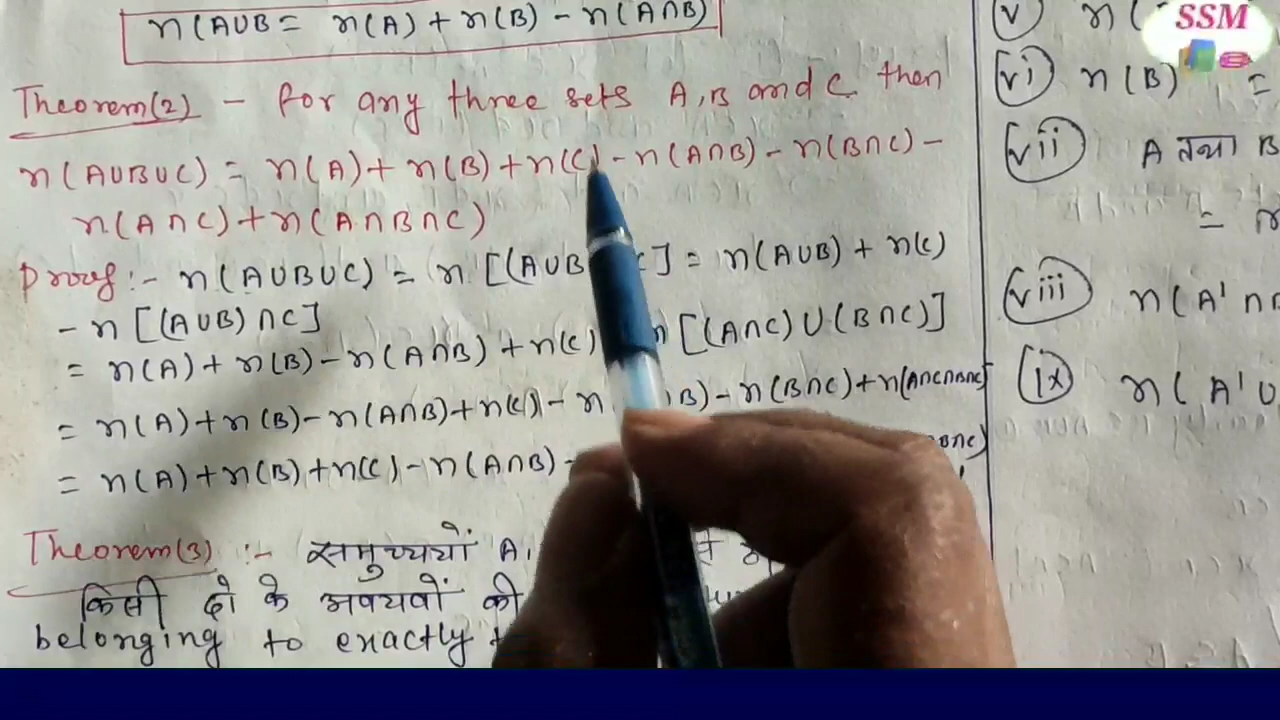 n(A∪B = n(A) + n(B) - n(A∩B)
Theorem(2) - for any three sets A, B and C then
n(A∪B∪C) = n(A) + n(B) + n(C) - n(A∩B) - n(B∩C) -
n(A∩C) + n(A∩B∩C)
Proof :- n(A∪B∪C) = n[(A∪B C] = n(A∪B) + n(C)
- n[(A∪B)∩C]
= n(A) + n(B) - n(A∩B) + n(C) n[(A∩C)∪(B∩C)]
= n(A) + n(B) - n(A∩B) + n(C) - n B) - n(B∩C) + n(A∩C∩B∩C)
= n(A) + n(B) + n(C) - n(A∩B) - B∩C)
Theorem(3) :- समुच्चयों A,
किसी दो के अवयवों की
belonging to exactly
(v) n(
(vi) n(B) =
(vii) A तथा B
=
(viii) n(A' ∩
(ix) n(A' ∪
SSM